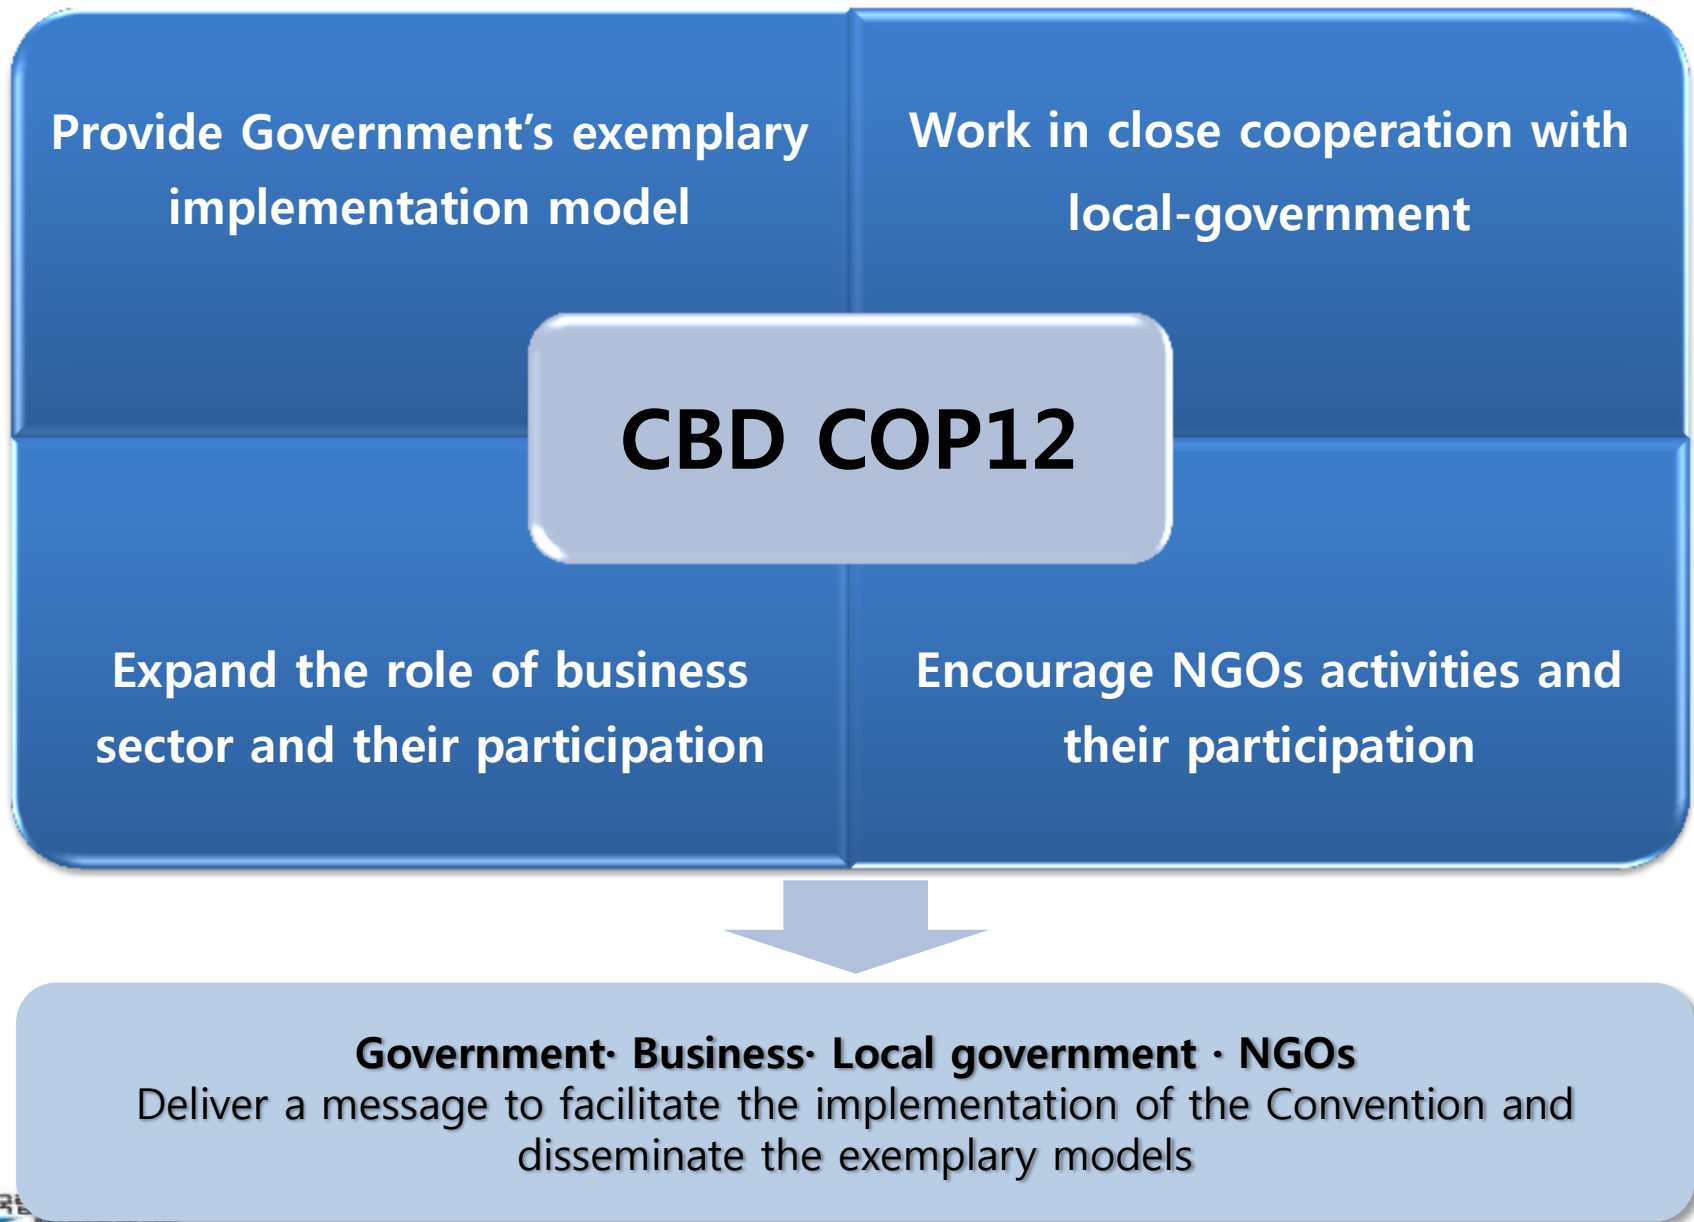 Provide Government’s exemplary
implementation model
Work in close cooperation with
local-government
CBD COP12
Expand the role of business
sector and their participation
Encourage NGOs activities and
their participation
Government· Business· Local government · NGOs
Deliver a message to facilitate the implementation of the Convention and
disseminate the exemplary models